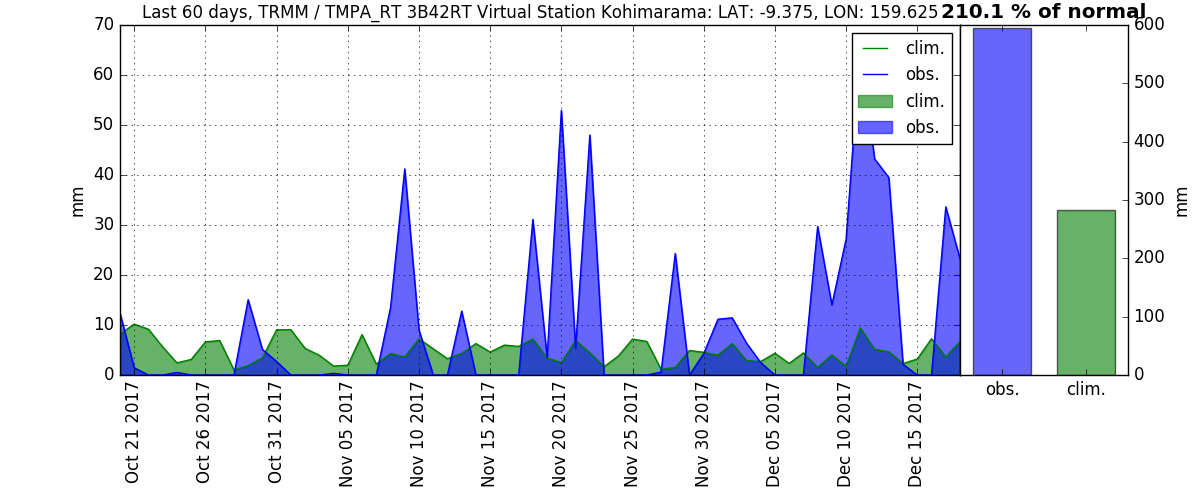 Last 60 days, TRMM / TMPA_RT 3B42RT Virtual Station Kohimarama: LAT: -9.375, LON: 159.625
210.1 % of normal
70
60
50
40
30
20
10
0
mm
clim.
obs.
clim.
obs.
600
500
400
300
200
100
0
mm
obs.
clim.
Oct 21 2017
Oct 26 2017
Oct 31 2017
Nov 05 2017
Nov 10 2017
Nov 15 2017
Nov 20 2017
Nov 25 2017
Nov 30 2017
Dec 05 2017
Dec 10 2017
Dec 15 2017